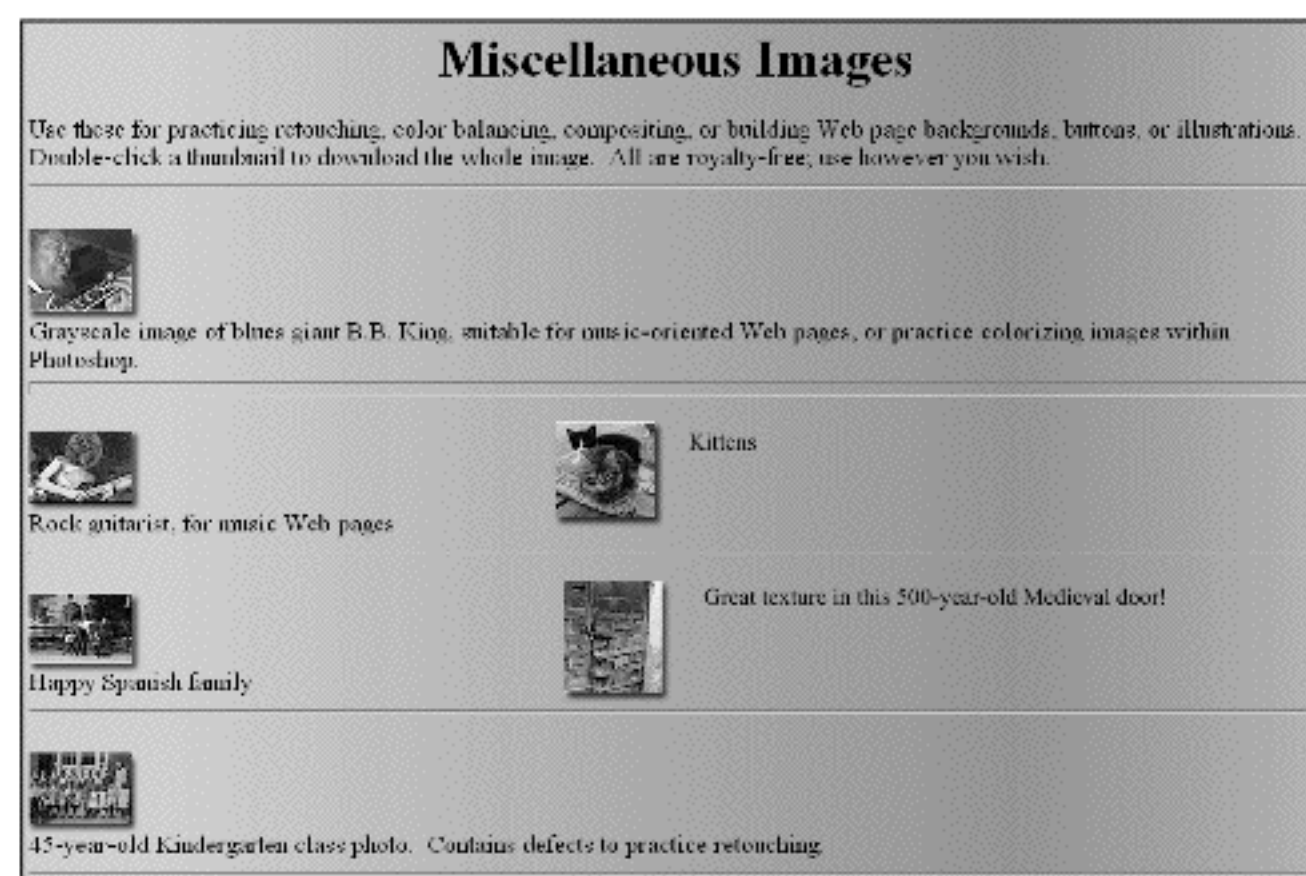 Miscellaneous Images
Use these for practicing retouching, color balancing, compositing, or building Web page backgrounds, buttons, or illustrations.
Double-click a thumbnail to download the whole image. All are royalty-free; use however you wish.
Grayscale image of blues giant B.B. King, suitable for music-oriented Web pages, or practice colorizing images within
Photoshop.
Kittens
Rock guitarist, for music Web pages
Great texture in this 500-year-old Medieval door!
Happy Spanish family
45-year-old Kindergarten class photo. Contains defects to practice retouching.